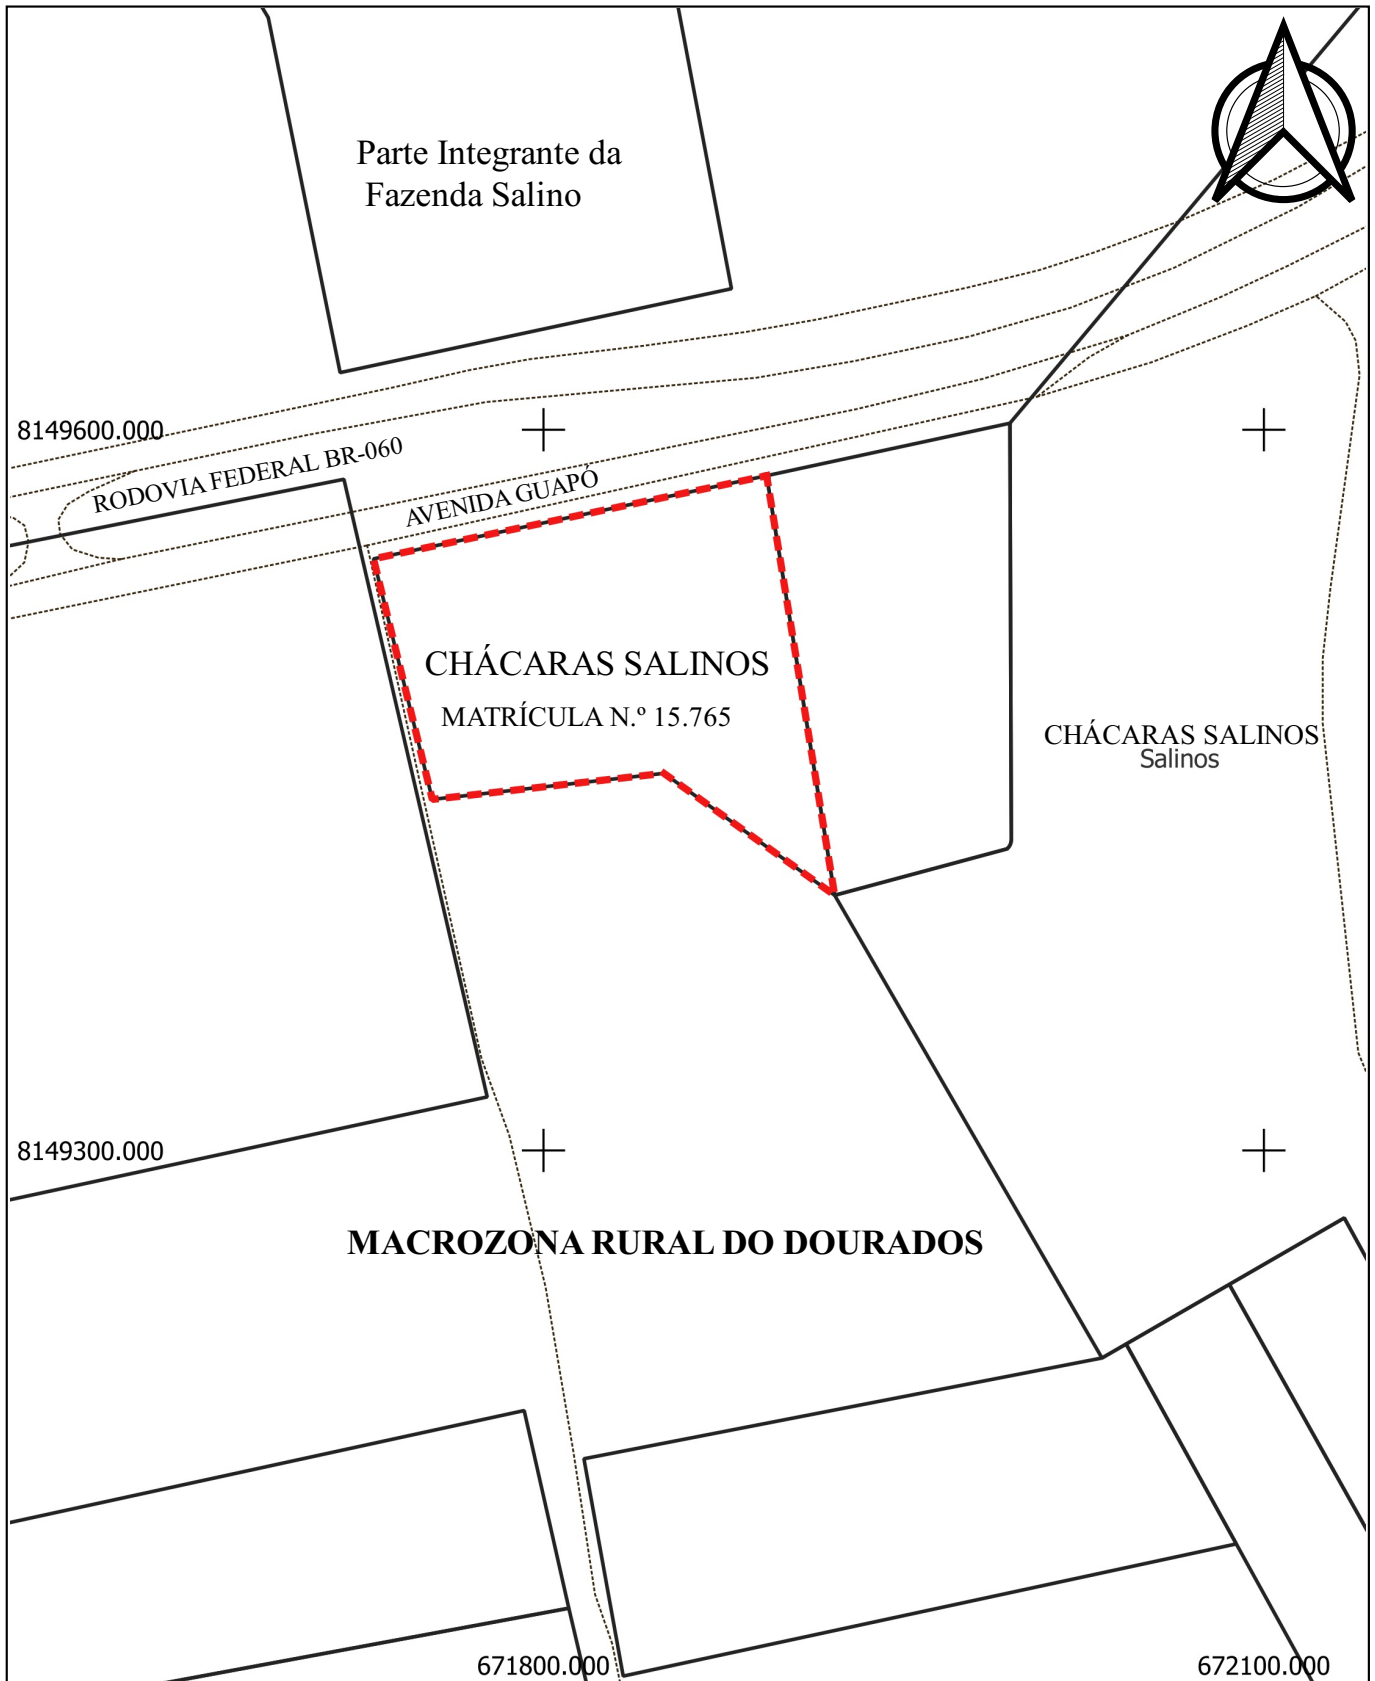 Parte Integrante da
Fazenda Salino
8149600.000
RODOVIA FEDERAL BR-060
AVENIDA GUAPÓ
CHÁCARAS SALINOS
MATRÍCULA N.º 15.765
CHÁCARAS SALINOS
Salinos
8149300.000
MACROZONA RURAL DO DOURADOS
671800.000
672100.000